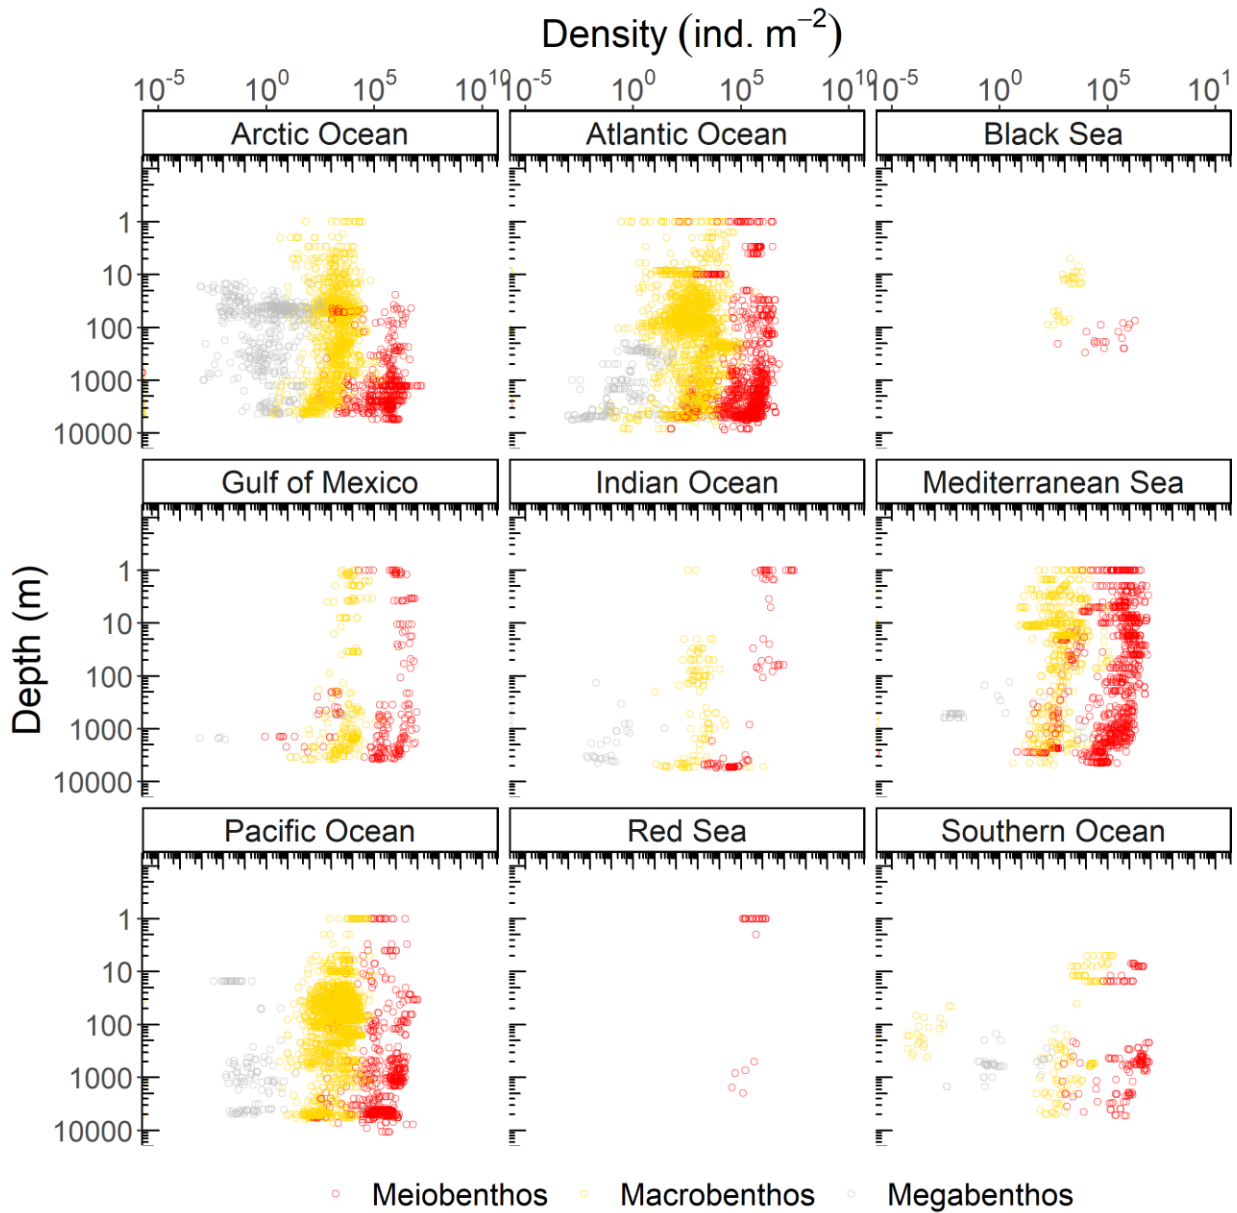 Density (ind. m⁻²)
10⁻⁵ 10⁰ 10⁵ 10¹⁰ 10⁻⁵ 10⁰ 10⁵ 10¹⁰ 10⁻⁵ 10⁰ 10⁵ 10¹
Arctic Ocean Atlantic Ocean Black Sea
1
10
100
1000
10000
Gulf of Mexico Indian Ocean Mediterranean Sea
Depth (m)
1
10
100
1000
10000
Pacific Ocean Red Sea Southern Ocean
1
10
100
1000
10000
Meiobenthos Macrobenthos Megabenthos